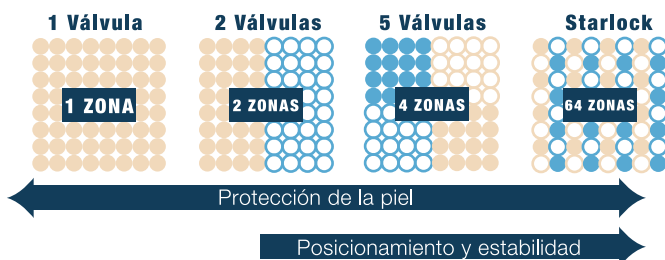 1 Válvula
2 Válvulas
5 Válvulas
Starlock
1 ZONA
2 ZONAS
4 ZONAS
64 ZONAS
Protección de la piel
Posicionamiento y estabilidad